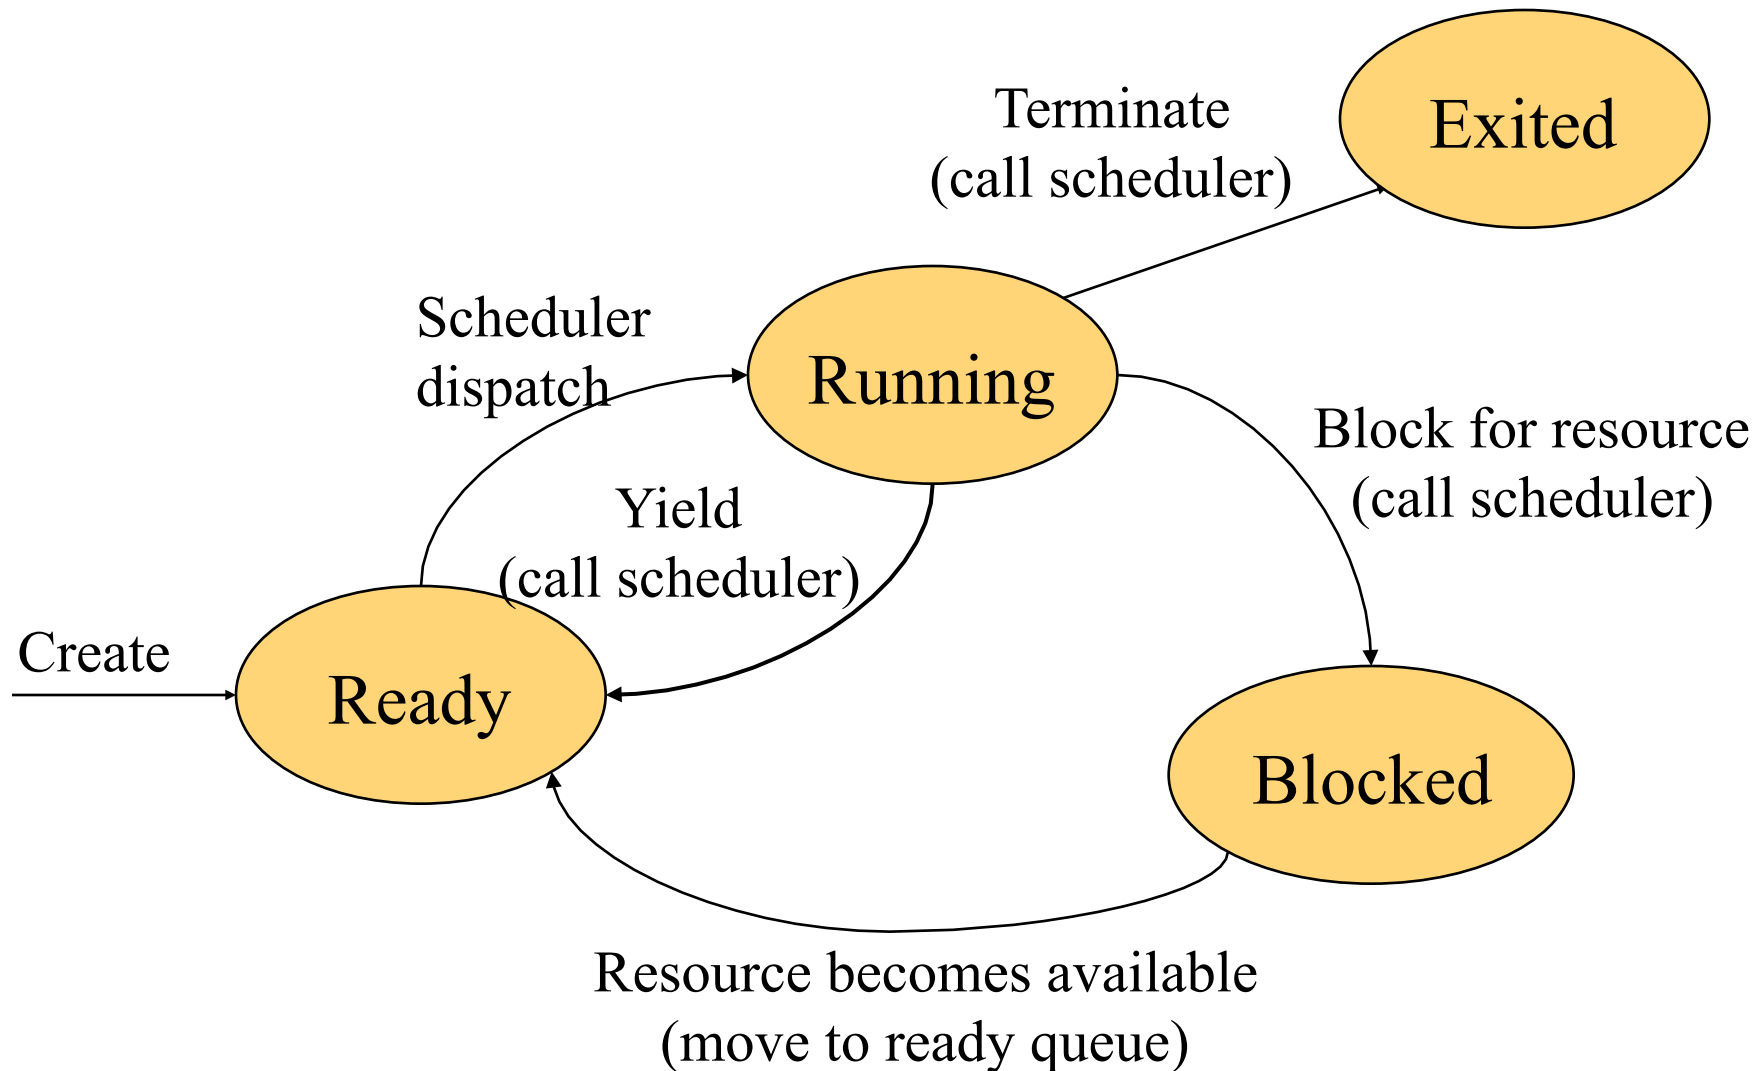 Terminate
(call scheduler)
Exited
Scheduler
dispatch
Running
Block for resource
(call scheduler)
Yield
(call scheduler)
Create
Ready
Blocked
Resource becomes available
(move to ready queue)